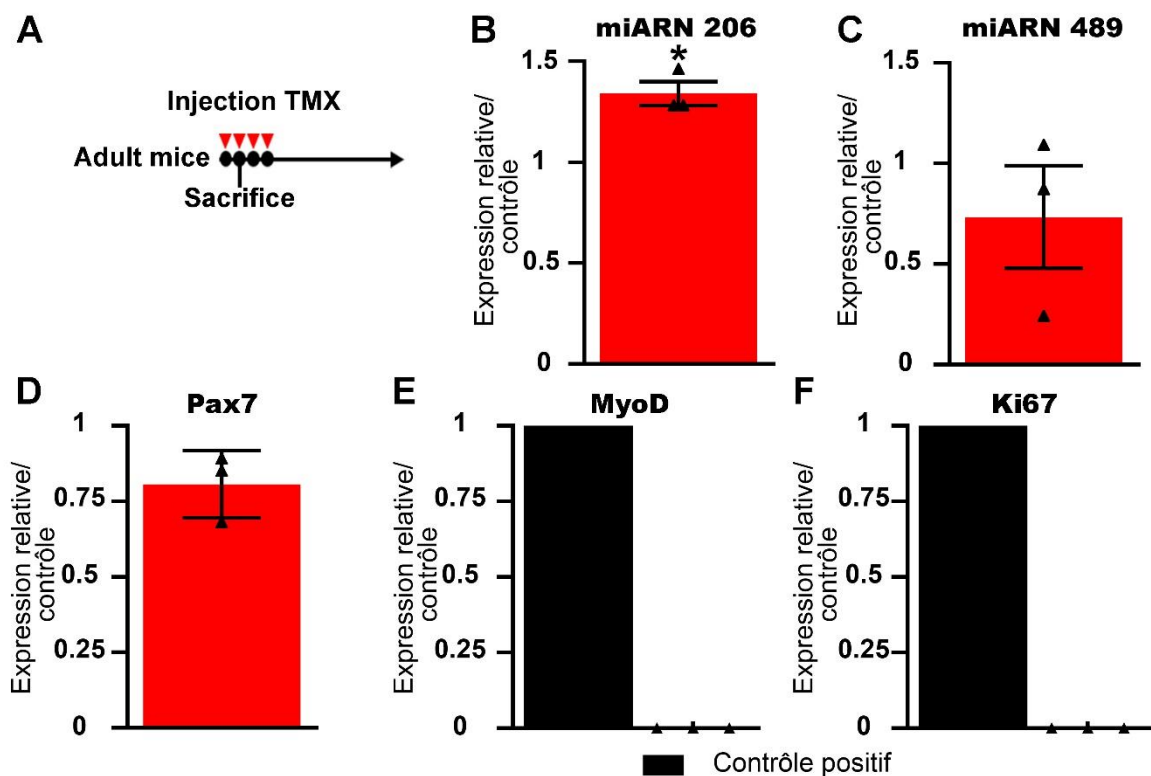 A
Injection TMX
Adult mice
Sacrifice
B
miARN 206
*
Expression relative/
contrôle
1.5
1
0.5
0
C
miARN 489
Expression relative/
contrôle
1.5
1
0.5
0
D
Pax7
Expression relative/
contrôle
1
0.75
0.5
0.25
0
E
MyoD
Expression relative/
contrôle
1
0.75
0.5
0.25
0
F
Ki67
Expression relative/
contrôle
1
0.75
0.5
0.25
0
Contrôle positif